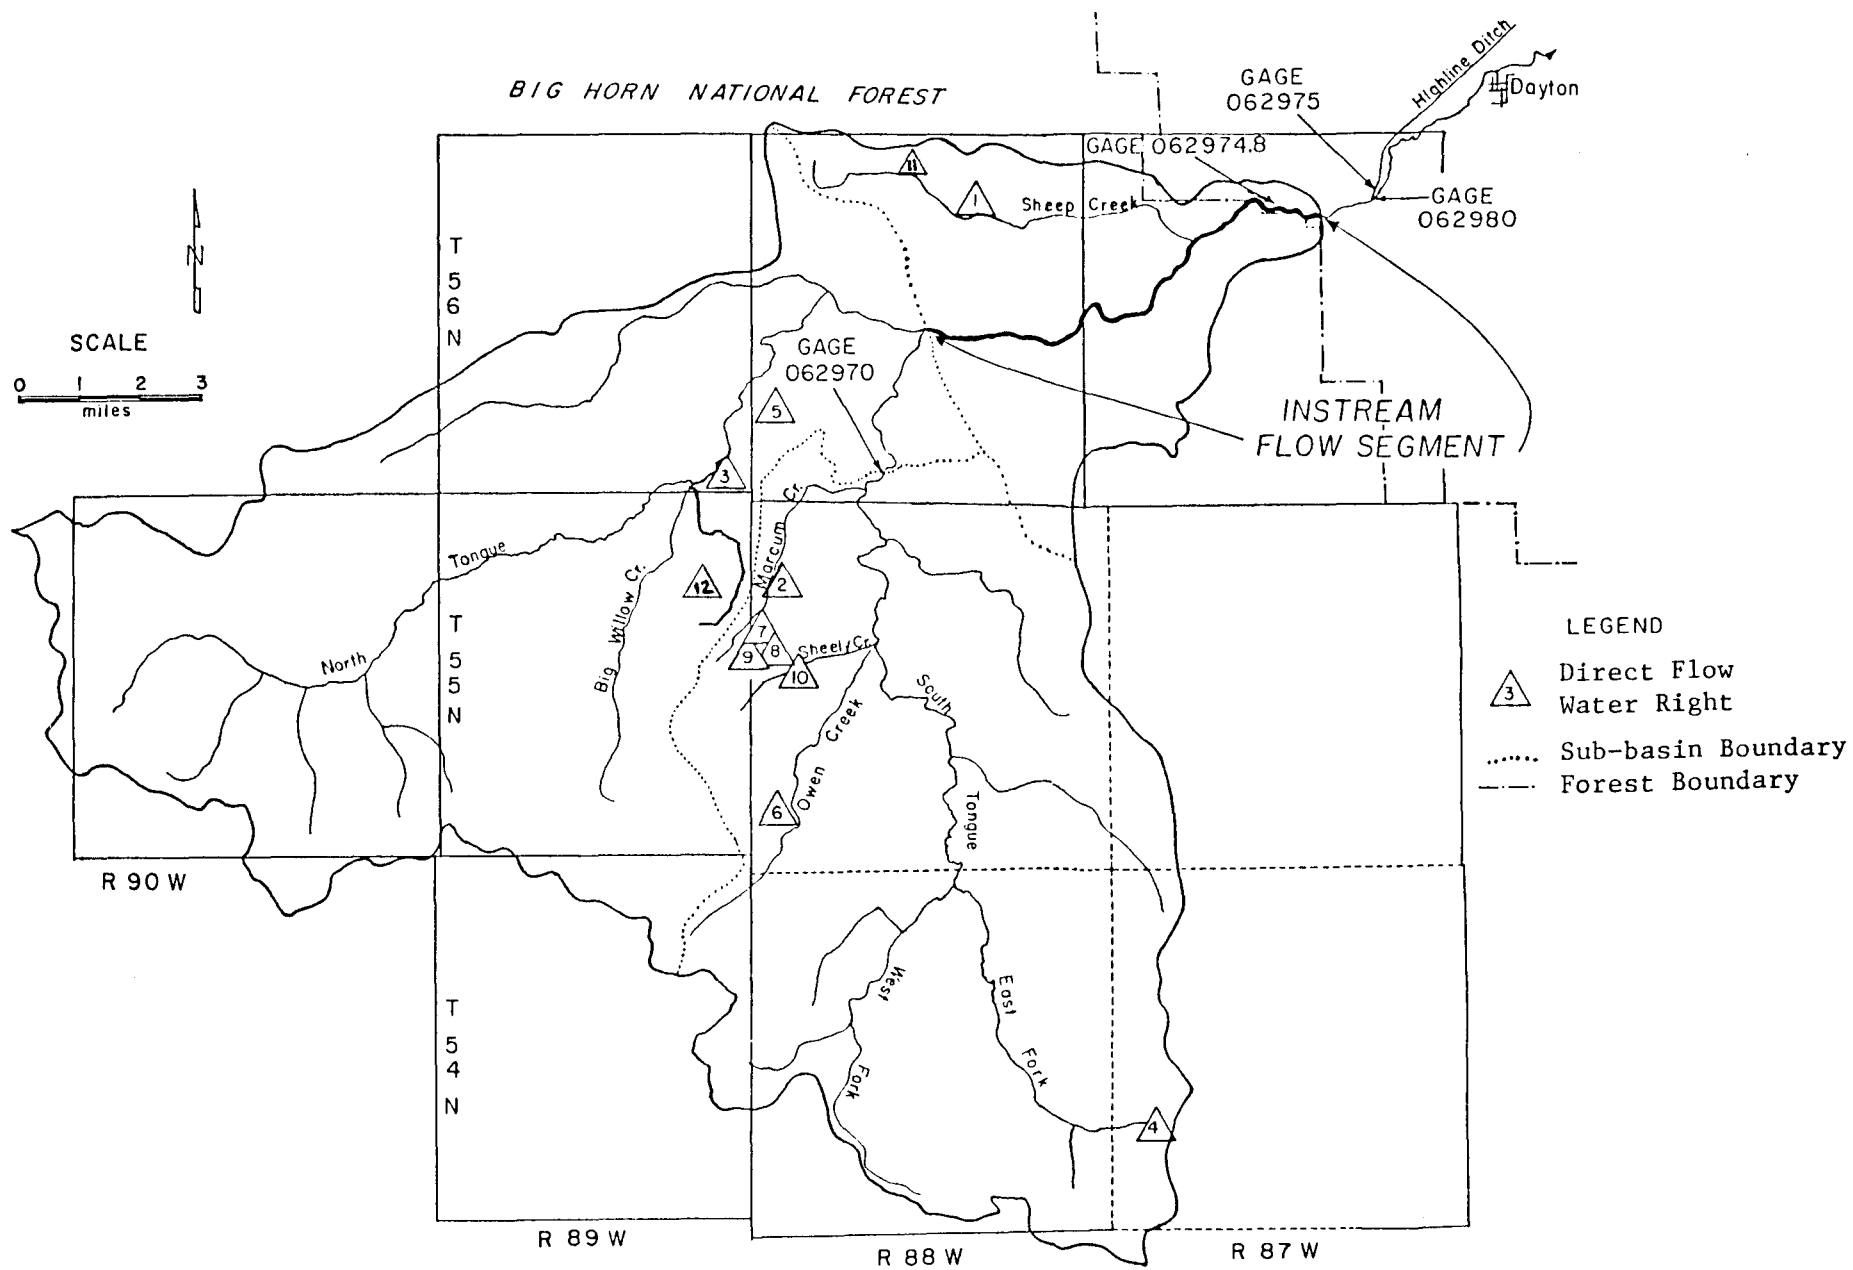 BIG HORN NATIONAL FOREST
Highline Ditch
Dayton
GAGE
062975
GAGE 062974.8
GAGE
062980
11
1
Sheep Creek
N
T
5
6
N
SCALE
0 1 2 3
miles
GAGE
062970
5
3
INSTREAM
FLOW SEGMENT
Marcum Cr.
Tongue
North
Big Willow Cr.
12
2
7
8
9
10
Sheely Cr.
T
5
5
N
Owen Creek
6
South
Tongue
LEGEND
3
Direct Flow
Water Right
Sub-basin Boundary
Forest Boundary
R 90 W
West
Fork
East
Fork
4
T
5
4
N
R 89 W
R 88 W
R 87 W